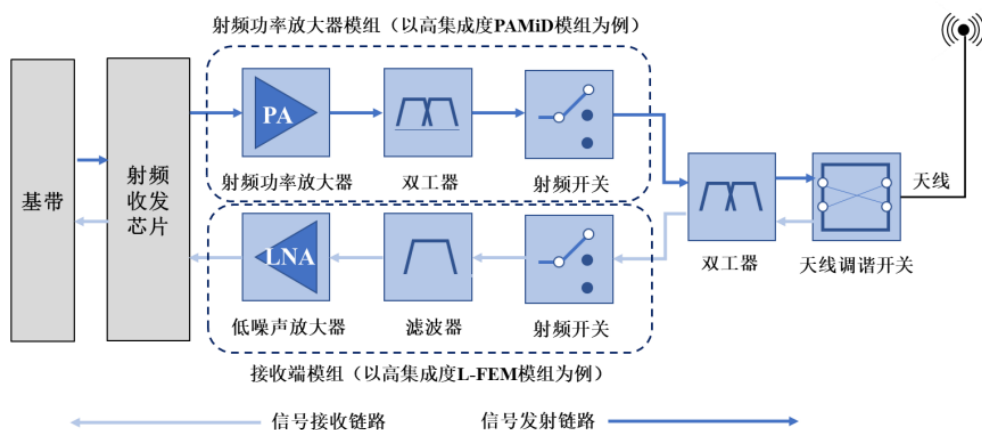 射频功率放大器模组（以高集成度PAMiD模组为例）
PA
射频功率放大器
双工器
射频开关
基带
射频
收发
芯片
天线
双工器
天线调谐开关
LNA
低噪声放大器
滤波器
射频开关
接收端模组（以高集成度L-FEM模组为例）
信号接收链路
信号发射链路